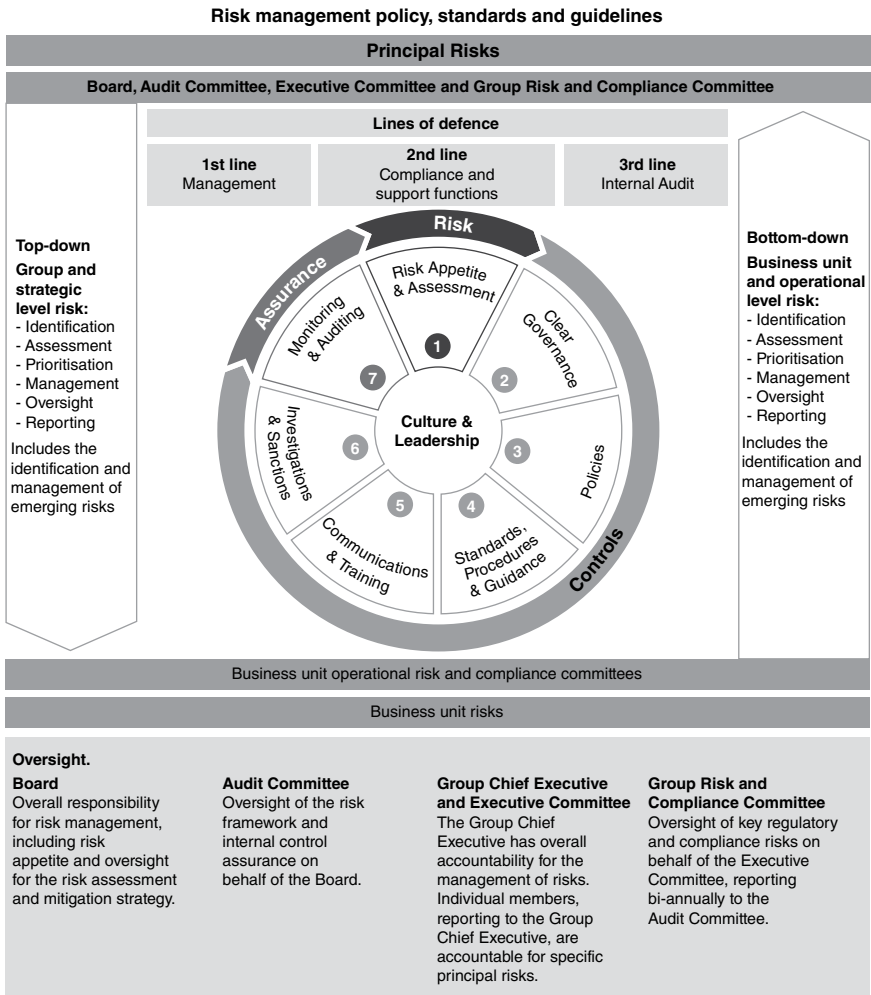 Risk management policy, standards and guidelines
Principal Risks
Board, Audit Committee, Executive Committee and Group Risk and Compliance Committee
Top-down
Group and
strategic
level risk:
- Identification
- Assessment
- Prioritisation
- Management
- Oversight
- Reporting
Includes the
identification and
management of
emerging risks
Lines of defence
1st line
Management
2nd line
Compliance and
support functions
3rd line
Internal Audit
Risk
Controls
Assurance
Culture &
Leadership
Risk Appetite
& Assessment
1
Clear
Governance
2
Policies
3
Standards,
Procedures
& Guidance
4
Communications
& Training
5
Investigations
& Sanctions
6
Monitoring
& Auditing
7
Bottom-down
Business unit
and operational
level risk:
- Identification
- Assessment
- Prioritisation
- Management
- Oversight
- Reporting
Includes the
identification and
management of
emerging risks
Business unit operational risk and compliance committees
Business unit risks
Oversight.
Board
Overall responsibility
for risk management,
including risk
appetite and oversight
for the risk assessment
and mitigation strategy.
Audit Committee
Oversight of the risk
framework and
internal control
assurance on
behalf of the Board.
Group Chief Executive
and Executive Committee
The Group Chief
Executive has overall
accountability for the
management of risks.
Individual members,
reporting to the Group
Chief Executive, are
accountable for specific
principal risks.
Group Risk and
Compliance Committee
Oversight of key regulatory
and compliance risks on
behalf of the Executive
Committee, reporting
bi-annually to the
Audit Committee.